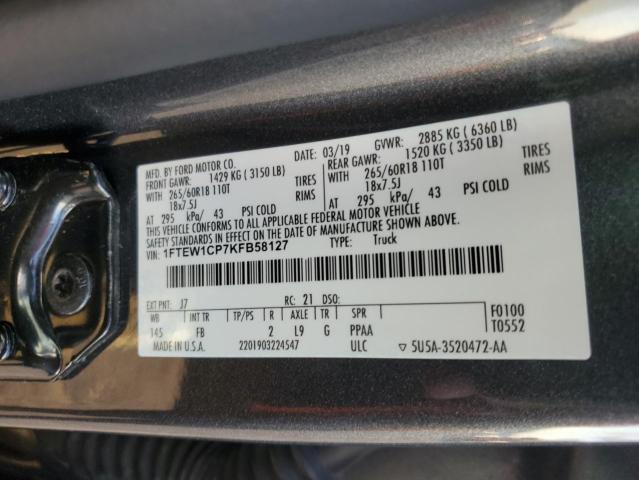 MFD. BY FORD MOTOR CO. DATE: 03/19 GVWR: 2885 KG ( 6360 LB)
FRONT GAWR: 1429 KG ( 3150 LB) REAR GAWR: 1520 KG ( 3350 LB)
WITH 265/60R18 110T TIRES WITH 265/60R18 110T TIRES
18x7.5J RIMS 18x7.5J RIMS
AT 295 kPa/ 43 PSI COLD AT 295 kPa/ 43 PSI COLD
THIS VEHICLE CONFORMS TO ALL APPLICABLE FEDERAL MOTOR VEHICLE
SAFETY STANDARDS IN EFFECT ON THE DATE OF MANUFACTURE SHOWN ABOVE.
VIN: 1FTEW1CP7KFB58127 TYPE: Truck
EXT PNT: J7 RC: 21 DSO:
WB INT TR TP/PS R AXLE TR SPR F0100
145 FB 2 L9 G PPAA T0552
MADE IN U.S.A. 2201903224547 ULC ▽ 5U5A-3520472-AA